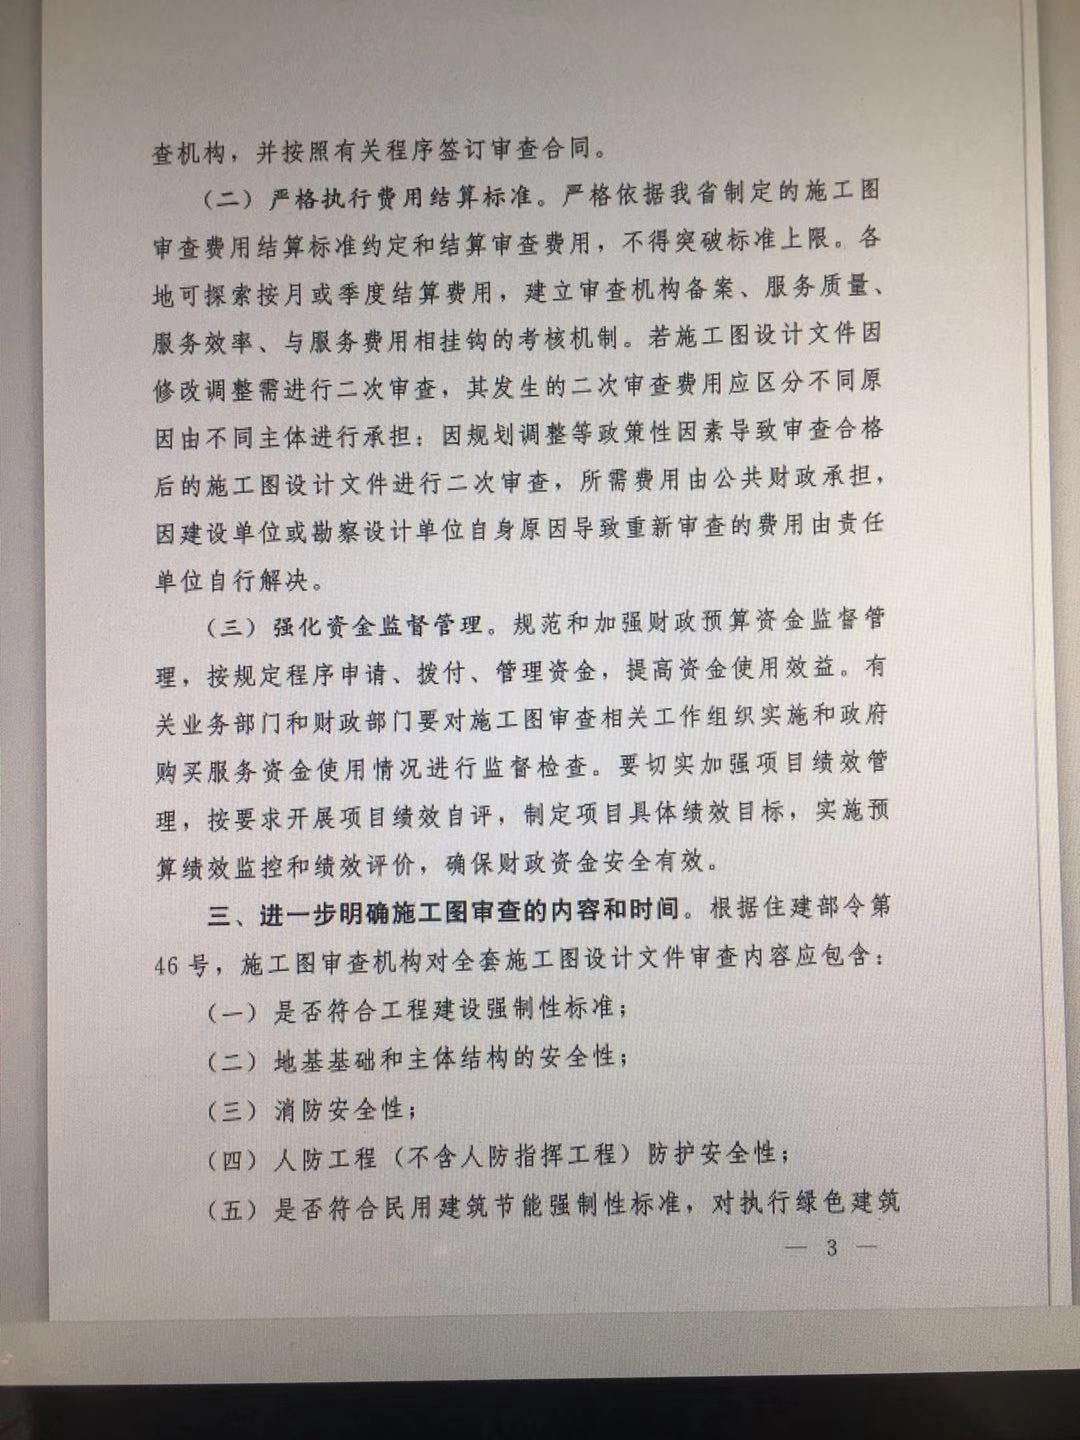 查机构，并按照有关程序签订审查合同。
（二）严格执行费用结算标准。严格依据我省制定的施工图
审查费用结算标准约定和结算审查费用，不得突破标准上限。各
地可探索按月或季度结算费用，建立审查机构备案、服务质量、
服务效率、与服务费用相挂钩的考核机制。若施工图设计文件因
修改调整需进行二次审查，其发生的二次审查费用应区分不同原
因由不同主体进行承担：因规划调整等政策性因素导致审查合格
后的施工图设计文件进行二次审查，所需费用由公共财政承担，
因建设单位或勘察设计单位自身原因导致重新审查的费用由责任
单位自行解决。
（三）强化资金监督管理。规范和加强财政预算资金监督管
理，按规定程序申请、拨付、管理资金，提高资金使用效益。有
关业务部门和财政部门要对施工图审查相关工作组织实施和政府
购买服务资金使用情况进行监督检查。要切实加强项目绩效管
理，按要求开展项目绩效自评，制定项目具体绩效目标，实施预
算绩效监控和绩效评价，确保财政资金安全有效。
三、进一步明确施工图审查的内容和时间。根据住建部令第
46号，施工图审查机构对全套施工图设计文件审查内容应包含：
（一）是否符合工程建设强制性标准；
（二）地基基础和主体结构的安全性；
（三）消防安全性；
（四）人防工程（不含人防指挥工程）防护安全性；
（五）是否符合民用建筑节能强制性标准，对执行绿色建筑
— 3 —